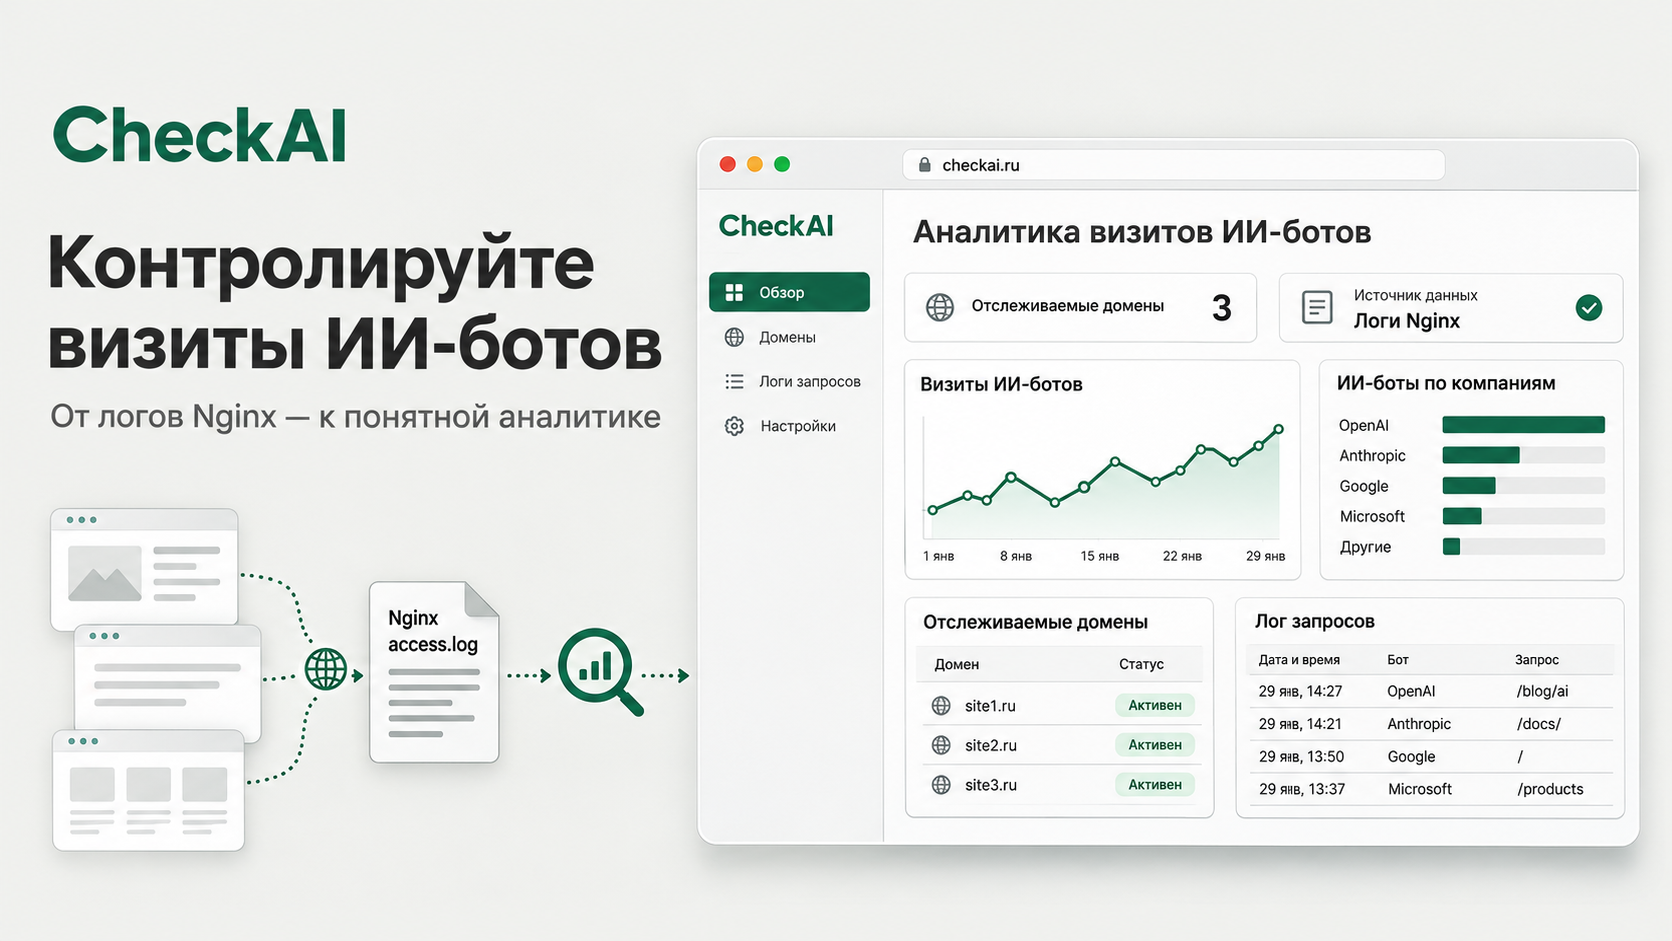 CheckAI
Контролируйте
визиты ИИ-ботов
От логов Nginx — к понятной аналитике
Nginx
access.log
checkai.ru
CheckAI
Обзор
Домены
Логи запросов
Настройки
Аналитика визитов ИИ-ботов
Отслеживаемые домены 3
Источник данных
Логи Nginx
Визиты ИИ-ботов
1 янв 8 янв 15 янв 22 янв 29 янв
ИИ-боты по компаниям
OpenAI
Anthropic
Google
Microsoft
Другие
Отслеживаемые домены
Домен Статус
site1.ru Активен
site2.ru Активен
site3.ru Активен
Лог запросов
Дата и время Бот Запрос
29 янв, 14:27 OpenAI /blog/ai
29 янв, 14:21 Anthropic /docs/
29 янв, 13:50 Google /
29 янв, 13:37 Microsoft /products